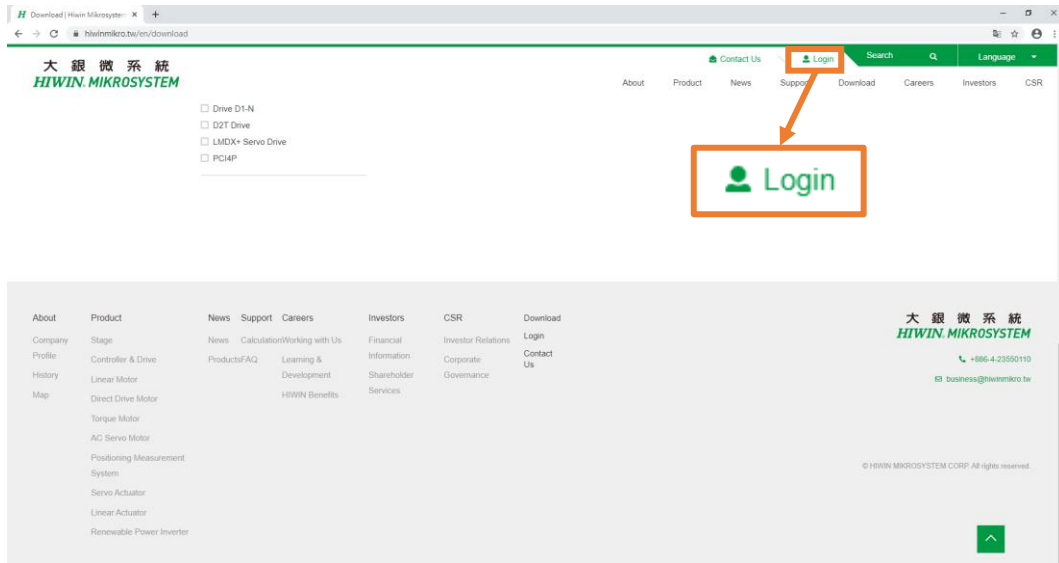 Download | Hiwin Mikrosystem
hiwinmikro.tw/en/download
大銀微系統
HIWIN MIKROSYSTEM
Contact Us
Login
Search
Language
About Product News Support Download Careers Investors CSR
Drive D1-N
D2T Drive
LMDX+ Servo Drive
PCI4P
Login
About
Company
Profile
History
Map
Product
Stage
Controller & Drive
Linear Motor
Direct Drive Motor
Torque Motor
AC Servo Motor
Positioning Measurement
System
Servo Actuator
Linear Actuator
Renewable Power Inverter
News
News
Products
Support
Calculation
FAQ
Careers
Working with Us
Learning &
Development
HIWIN Benefits
Investors
Financial
Information
Shareholder
Services
CSR
Investor Relations
Corporate
Governance
Download
Login
Contact
Us
大銀微系統
HIWIN MIKROSYSTEM
+886-4-23550110
business@hiwinmikro.tw
© HIWIN MIKROSYSTEM CORP. All rights reserved.